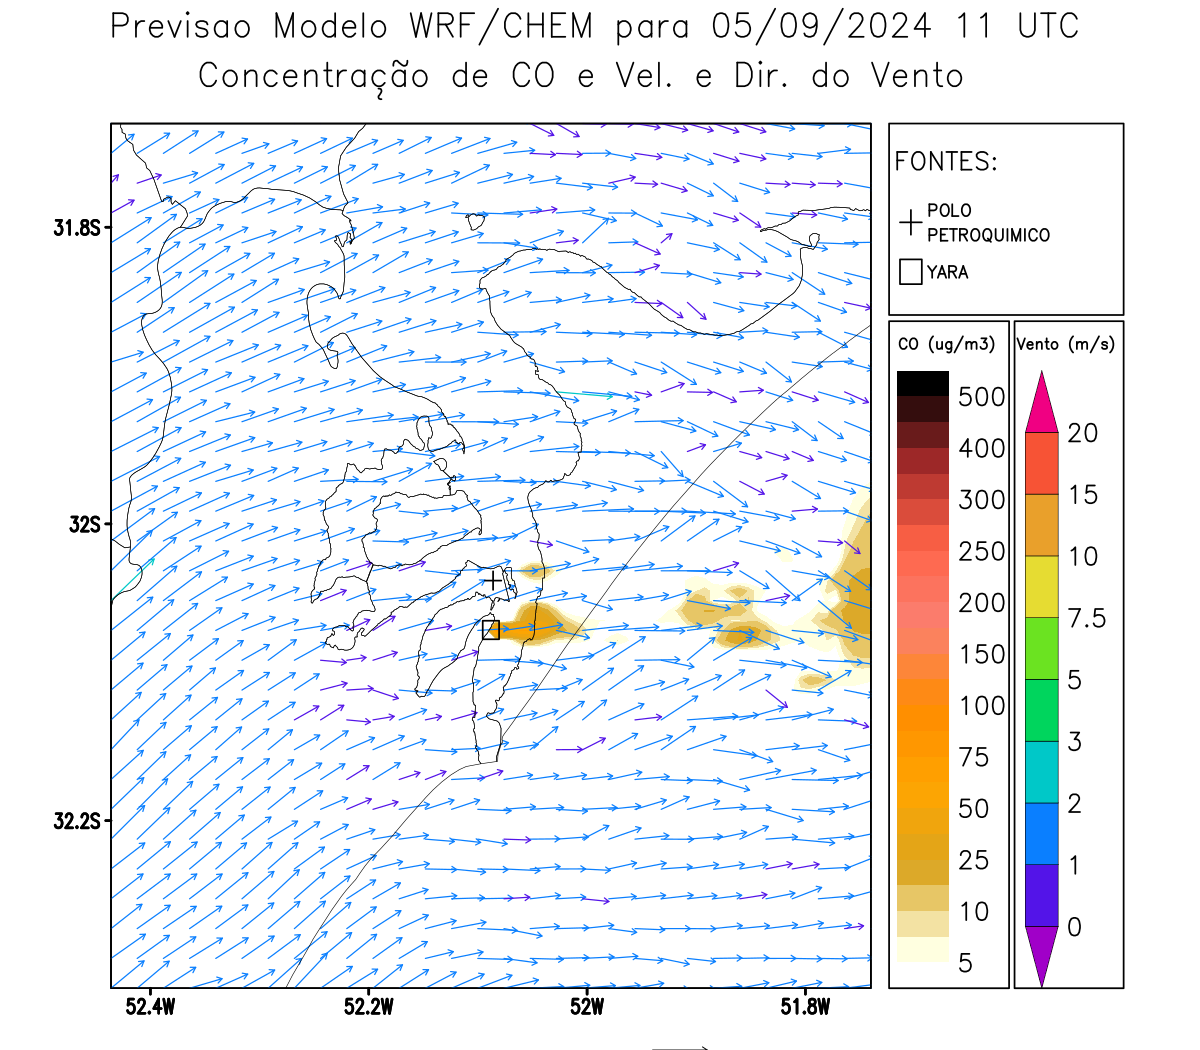 Previsao Modelo WRF/CHEM para 05/09/2024 11 UTC
Concentração de CO e Vel. e Dir. do Vento
FONTES:
POLO
PETROQUIMICO
YARA
CO (ug/m3)
500
400
300
250
200
150
100
75
50
25
10
5
Vento (m/s)
20
15
10
7.5
5
3
2
1
0
31.8S
32S
32.2S
52.4W
52.2W
52W
51.8W